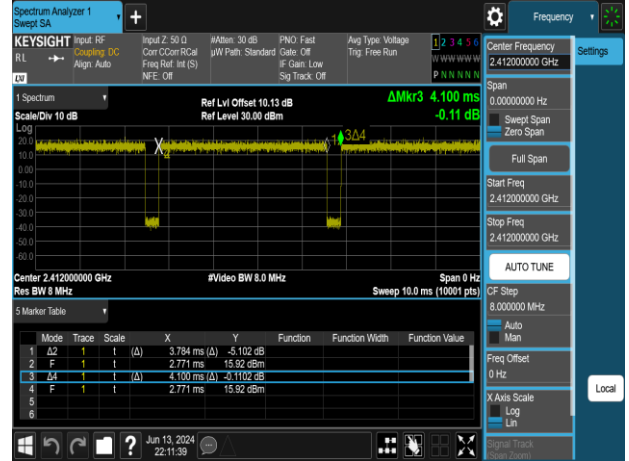 Spectrum Analyzer 1
Swept SA
+
Frequency
KEYSIGHT Input: RF Input Z: 50 Ω #Atten: 30 dB PNO: Fast Avg Type: Voltage 1 2 3 4 5 6
RL Coupling: DC Corr CCorr RCal µW Path: Standard Gate: Off Trig: Free Run W W W W W W
Align: Auto Freq Ref: Int (S) IF Gain: Low
LXI NFE: Off Sig Track: Off P N N N N N
1 Spectrum
Ref Lvl Offset 10.13 dB ΔMkr3 4.100 ms
Scale/Div 10 dB Ref Level 30.00 dBm -0.11 dB
Log
20.0
10.0
0.00
-10.0
-20.0
-30.0
-40.0
-50.0
-60.0
1 3Δ4
Center 2.412000000 GHz #Video BW 8.0 MHz Span 0 Hz
Res BW 8 MHz Sweep 10.0 ms (10001 pts)
5 Marker Table
Mode Trace Scale X Y Function Function Width Function Value
1 Δ2 1 t (Δ) 3.784 ms (Δ) -5.102 dB
2 F 1 t 2.771 ms 15.92 dBm
3 Δ4 1 t (Δ) 4.100 ms (Δ) -0.1102 dB
4 F 1 t 2.771 ms 15.92 dBm
5
6
? Jun 13, 2024
22:11:39
Center Frequency
2.412000000 GHz
Settings
Span
0.00000000 Hz
Swept Span
Zero Span
Full Span
Start Freq
2.412000000 GHz
Stop Freq
2.412000000 GHz
AUTO TUNE
CF Step
8.000000 MHz
Auto
Man
Freq Offset
0 Hz
Local
X Axis Scale
Log
Lin
Signal Track
(Span Zoom)